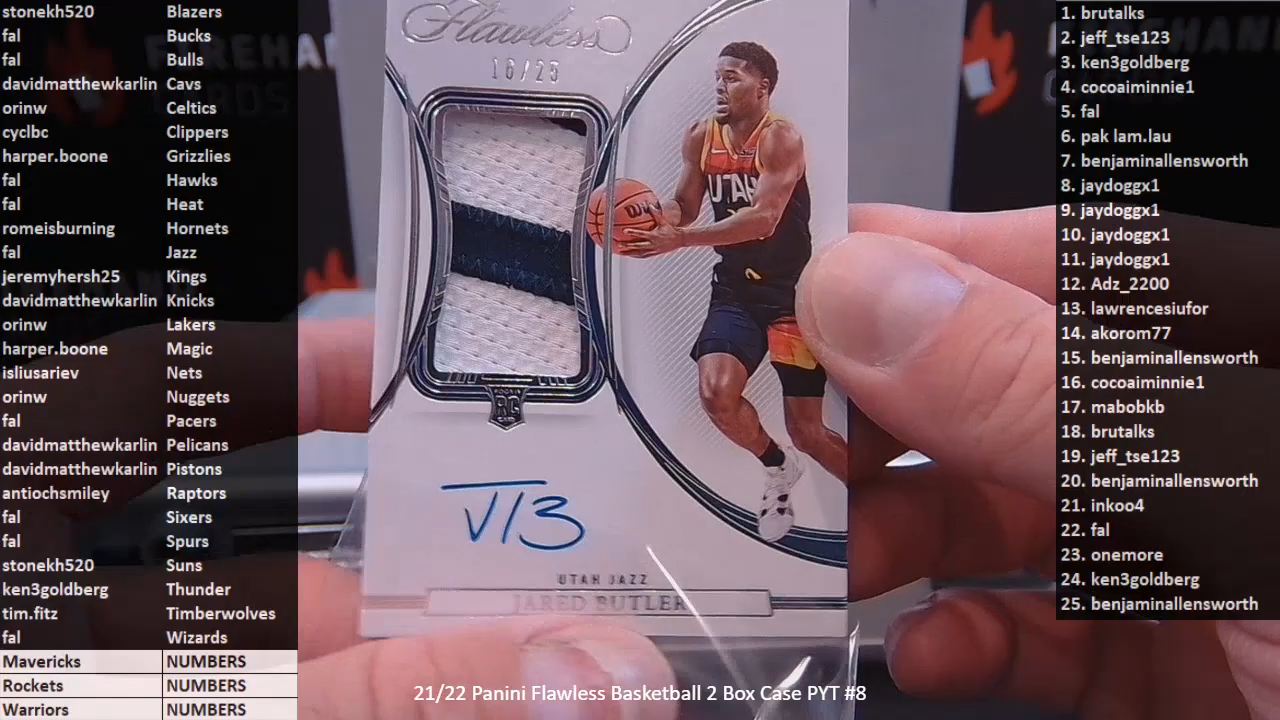 stonekh520 Blazers
fal Bucks
fal Bulls
davidmatthewkarlin Cavs
orinw Celtics
cyclbc Clippers
harper.boone Grizzlies
fal Hawks
fal Heat
romeisburning Hornets
fal Jazz
jeremyhersh25 Kings
davidmatthewkarlin Knicks
orinw Lakers
harper.boone Magic
isliusariev Nets
orinw Nuggets
fal Pacers
davidmatthewkarlin Pelicans
davidmatthewkarlin Pistons
antiochsmiley Raptors
fal Sixers
fal Spurs
stonekh520 Suns
ken3goldberg Thunder
tim.fitz Timberwolves
fal Wizards
Mavericks NUMBERS
Rockets NUMBERS
Warriors NUMBERS
Flawless
16/25
UTAH
RC
UTAH JAZZ
JARED BUTLER
21/22 Panini Flawless Basketball 2 Box Case PYT #8
1. brutalks
2. jeff_tse123
3. ken3goldberg
4. cocoaiminnie1
5. fal
6. pak lam.lau
7. benjaminallensworth
8. jaydoggx1
9. jaydoggx1
10. jaydoggx1
11. jaydoggx1
12. Adz_2200
13. lawrencesiufor
14. akorom77
15. benjaminallensworth
16. cocoaiminnie1
17. mabobkb
18. brutalks
19. jeff_tse123
20. benjaminallensworth
21. inkoo4
22. fal
23. onemore
24. ken3goldberg
25. benjaminallensworth